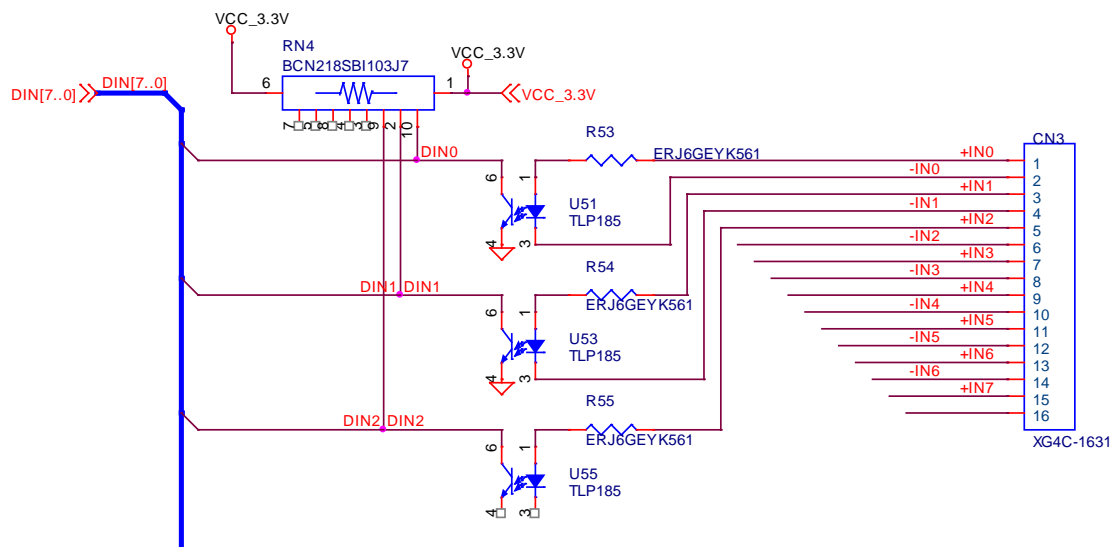 VCC_3.3V
RN4
BCN218SBI103J7
VCC_3.3V
6
1
DIN[7..0]
DIN[7..0]
VCC_3.3V
7
5
8
4
3
9
2
10
DIN0
R53
ERJ6GEYK561
+IN0
CN3
1
-IN0
2
+IN1
3
-IN1
4
+IN2
5
-IN2
6
+IN3
7
-IN3
8
+IN4
9
-IN4
10
+IN5
11
-IN5
12
+IN6
13
-IN6
14
+IN7
15
16
XG4C-1631
6
1
U51
TLP185
4
3
R54
DIN1
DIN1
ERJ6GEYK561
6
1
U53
TLP185
4
3
R55
DIN2
DIN2
ERJ6GEYK561
6
1
U55
TLP185
4
3